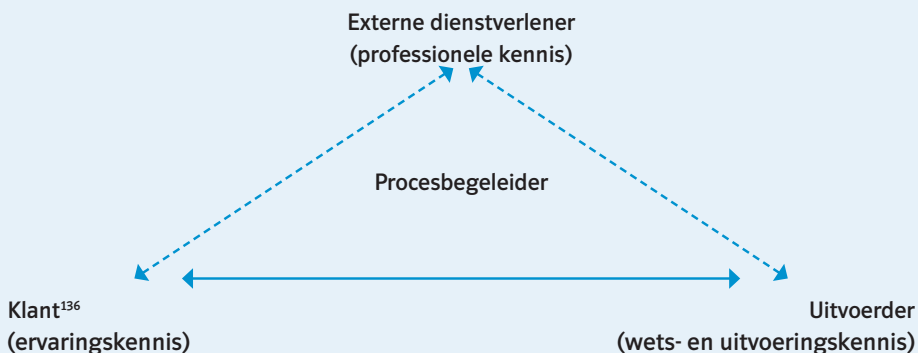 Externe dienstverlener
(professionele kennis)
Procesbegeleider
Klant¹³⁶
(ervaringskennis)
Uitvoerder
(wets- en uitvoeringskennis)